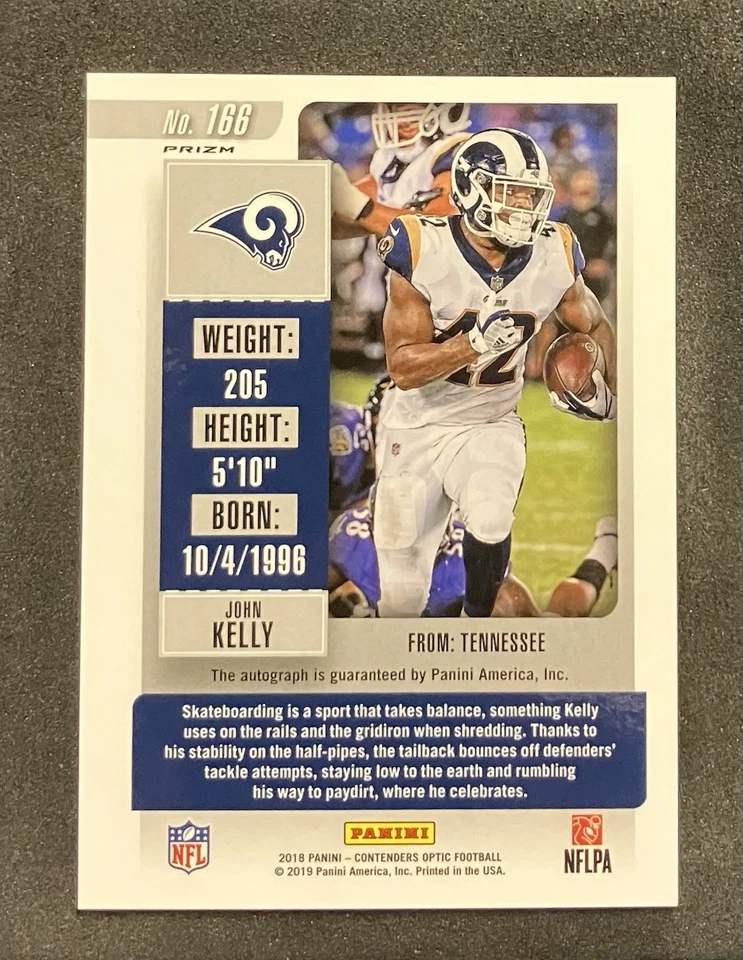 No. 166
PRIZM
WEIGHT:
205
HEIGHT:
5'10"
BORN:
10/4/1996
JOHN
KELLY
42
42
FROM: TENNESSEE
The autograph is guaranteed by Panini America, Inc.
Skateboarding is a sport that takes balance, something Kelly
uses on the rails and the gridiron when shredding. Thanks to
his stability on the half-pipes, the tailback bounces off defenders'
tackle attempts, staying low to the earth and rumbling
his way to paydirt, where he celebrates.
NFL
PANINI
2018 PANINI – CONTENDERS OPTIC FOOTBALL
© 2019 Panini America, Inc. Printed in the USA.
NFLPA